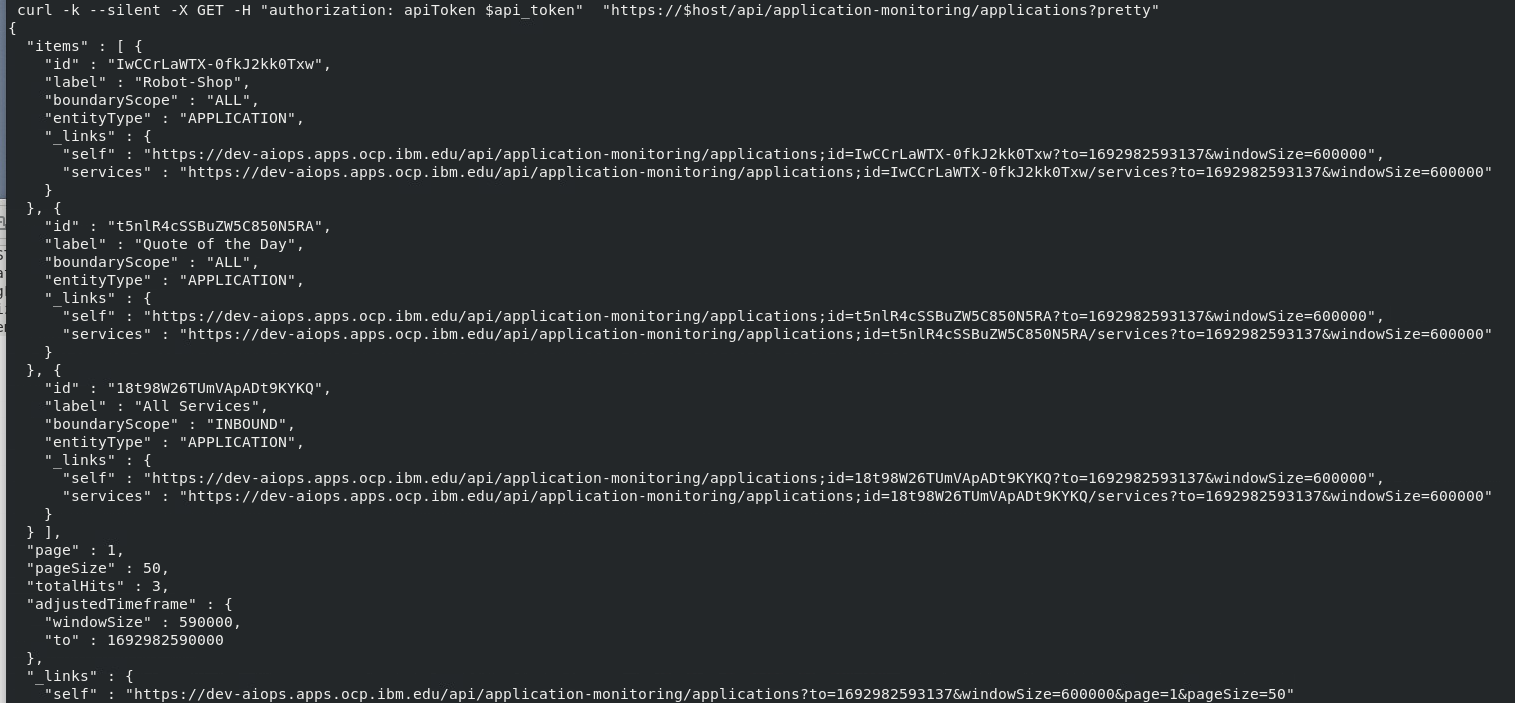 curl -k --silent -X GET -H "authorization: apiToken $api_token"  "https://$host/api/application-monitoring/applications?pretty"
{
  "items" : [ {
    "id" : "IwCCrLaWTX-0fkJ2kk0Txw",
    "label" : "Robot-Shop",
    "boundaryScope" : "ALL",
    "entityType" : "APPLICATION",
    "_links" : {
      "self" : "https://dev-aiops.apps.ocp.ibm.edu/api/application-monitoring/applications;id=IwCCrLaWTX-0fkJ2kk0Txw?to=1692982593137&windowSize=600000",
      "services" : "https://dev-aiops.apps.ocp.ibm.edu/api/application-monitoring/applications;id=IwCCrLaWTX-0fkJ2kk0Txw/services?to=1692982593137&windowSize=600000"
    }
  }, {
    "id" : "t5nlR4cSSBuZW5C850N5RA",
    "label" : "Quote of the Day",
    "boundaryScope" : "ALL",
    "entityType" : "APPLICATION",
    "_links" : {
      "self" : "https://dev-aiops.apps.ocp.ibm.edu/api/application-monitoring/applications;id=t5nlR4cSSBuZW5C850N5RA?to=1692982593137&windowSize=600000",
      "services" : "https://dev-aiops.apps.ocp.ibm.edu/api/application-monitoring/applications;id=t5nlR4cSSBuZW5C850N5RA/services?to=1692982593137&windowSize=600000"
    }
  }, {
    "id" : "18t98W26TUmVApADt9KYKQ",
    "label" : "All Services",
    "boundaryScope" : "INBOUND",
    "entityType" : "APPLICATION",
    "_links" : {
      "self" : "https://dev-aiops.apps.ocp.ibm.edu/api/application-monitoring/applications;id=18t98W26TUmVApADt9KYKQ?to=1692982593137&windowSize=600000",
      "services" : "https://dev-aiops.apps.ocp.ibm.edu/api/application-monitoring/applications;id=18t98W26TUmVApADt9KYKQ/services?to=1692982593137&windowSize=600000"
    }
  } ],
  "page" : 1,
  "pageSize" : 50,
  "totalHits" : 3,
  "adjustedTimeframe" : {
    "windowSize" : 590000,
    "to" : 1692982590000
  },
  "_links" : {
    "self" : "https://dev-aiops.apps.ocp.ibm.edu/api/application-monitoring/applications?to=1692982593137&windowSize=600000&page=1&pageSize=50"